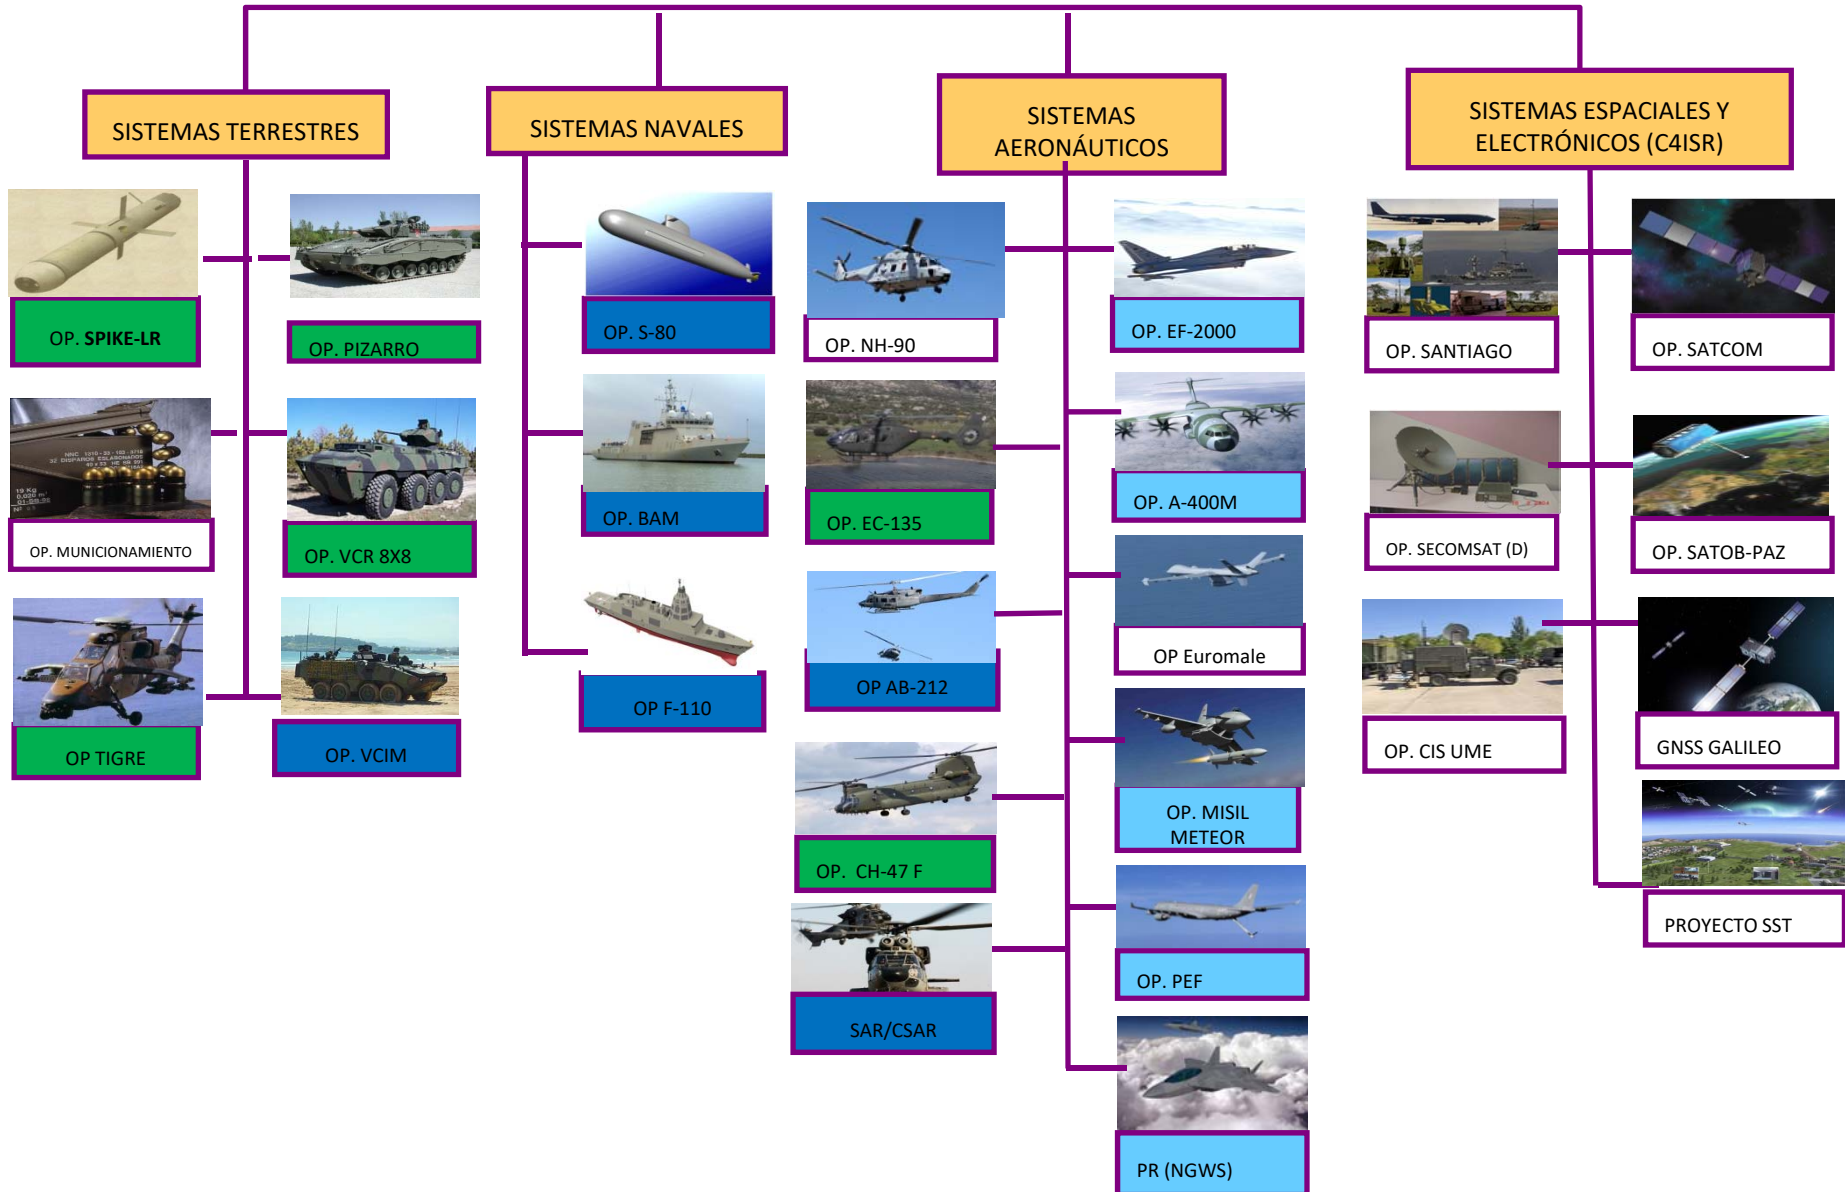 SISTEMAS TERRESTRES
OP. SPIKE-LR
OP. PIZARRO
OP. MUNICIONAMIENTO
OP. VCR 8X8
OP TIGRE
OP. VCIM
SISTEMAS NAVALES
OP. S-80
OP. BAM
OP F-110
SISTEMAS
AERONÁUTICOS
OP. NH-90
OP. EF-2000
OP. EC-135
OP. A-400M
OP Euromale
OP AB-212
OP. MISIL
METEOR
OP. CH-47 F
OP. PEF
SAR/CSAR
PR (NGWS)
SISTEMAS ESPACIALES Y
ELECTRÓNICOS (C4ISR)
OP. SANTIAGO
OP. SATCOM
OP. SECOMSAT (D)
OP. SATOB-PAZ
OP. CIS UME
GNSS GALILEO
PROYECTO SST